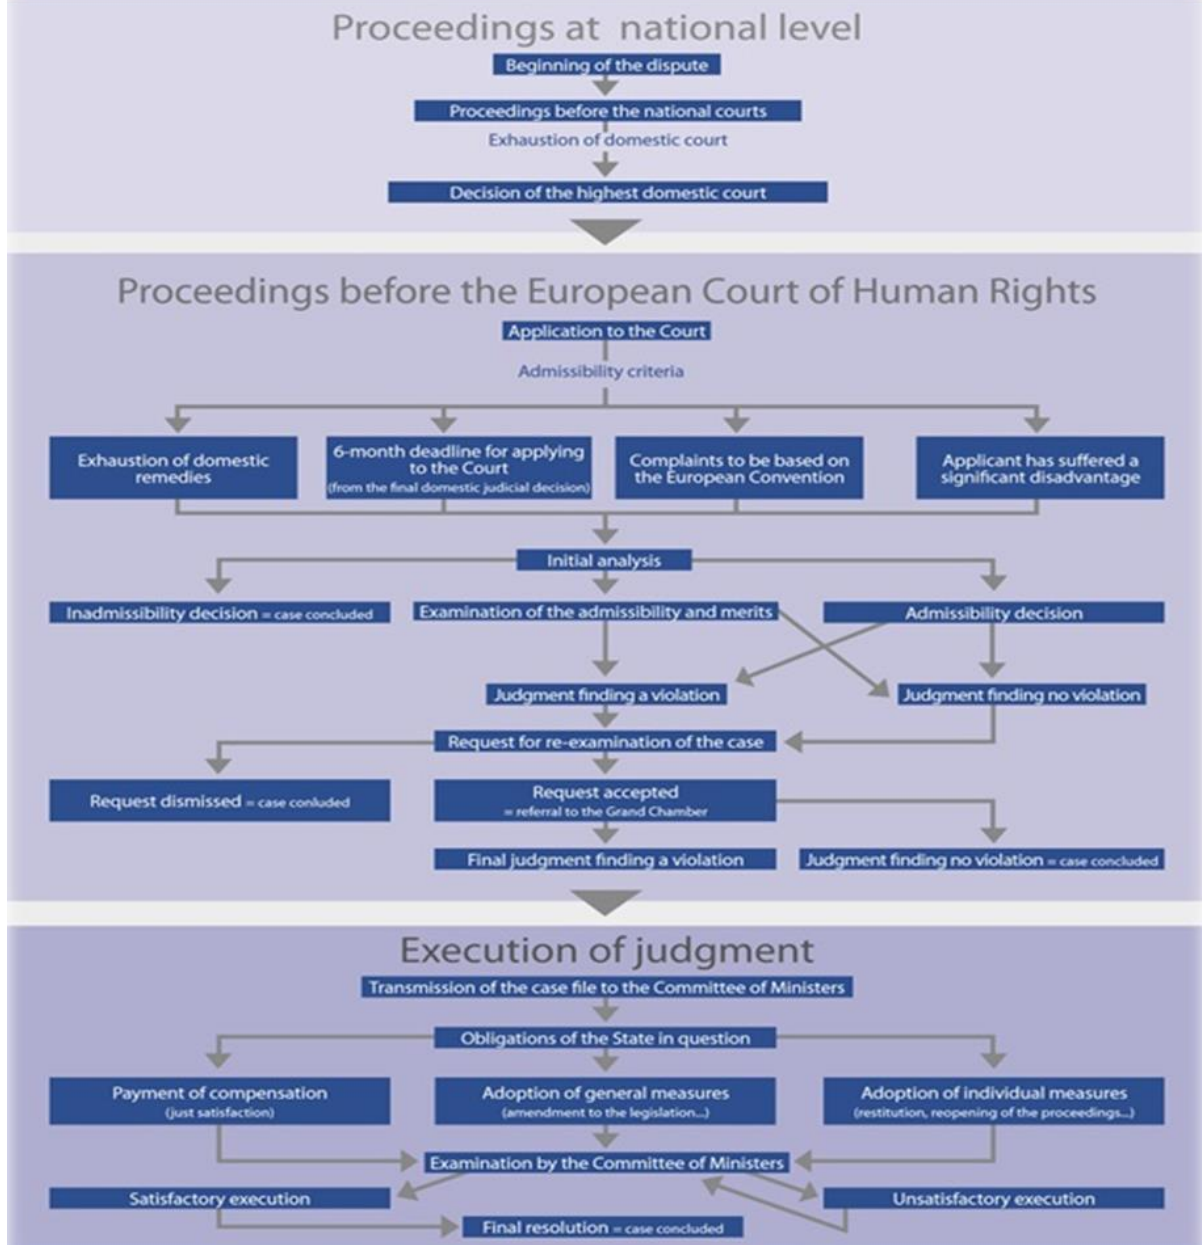 Proceedings at national level
Beginning of the dispute
Proceedings before the national courts
Exhaustion of domestic court
Decision of the highest domestic court
Proceedings before the European Court of Human Rights
Application to the Court
Admissibility criteria
Exhaustion of domestic
remedies
6-month deadline for applying
to the Court
(from the final domestic judicial decision)
Complaints to be based on
the European Convention
Applicant has suffered a
significant disadvantage
Initial analysis
Inadmissibility decision = case concluded
Examination of the admissibility and merits
Admissibility decision
Judgment finding a violation
Judgment finding no violation
Request for re-examination of the case
Request dismissed = case conluded
Request accepted
= referral to the Grand Chamber
Final judgment finding a violation
Judgment finding no violation = case concluded
Execution of judgment
Transmission of the case file to the Committee of Ministers
Obligations of the State in question
Payment of compensation
(just satisfaction)
Adoption of general measures
(amendment to the legislation...)
Adoption of individual measures
(restitution, reopening of the proceedings...)
Examination by the Committee of Ministers
Satisfactory execution
Unsatisfactory execution
Final resolution = case concluded